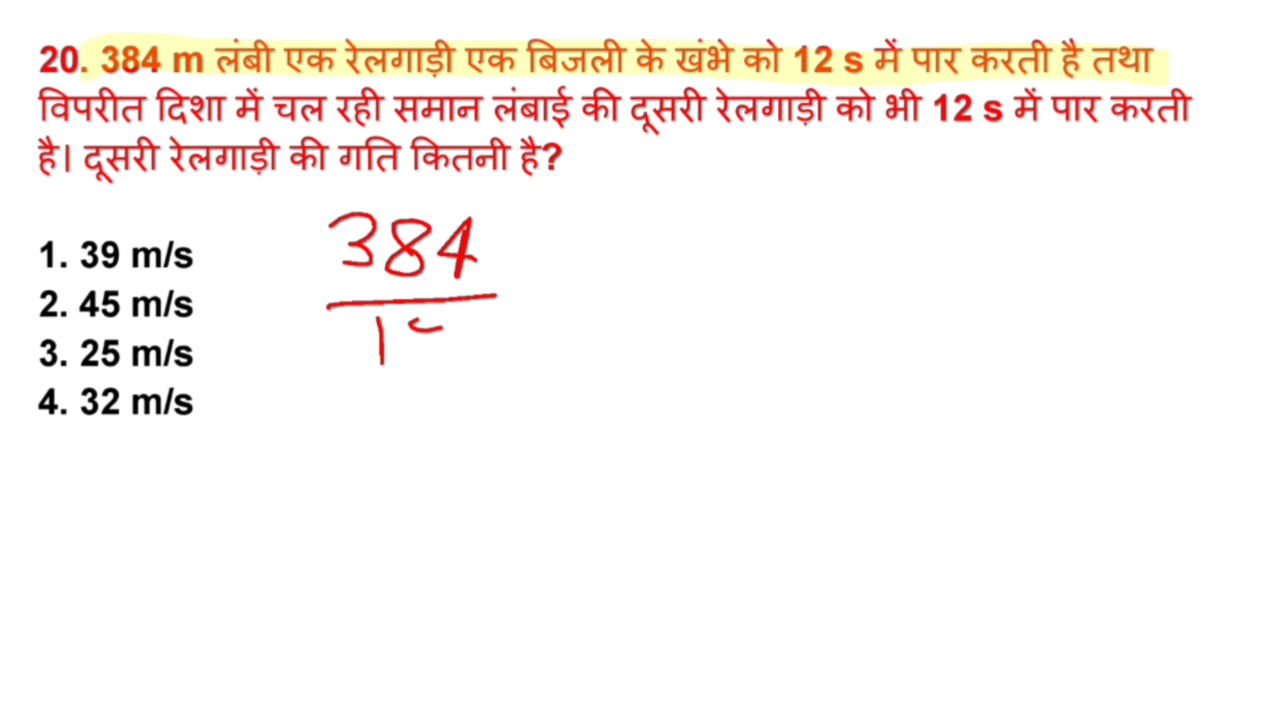 20. 384 m लंबी एक रेलगाड़ी एक बिजली के खंभे को 12 s में पार करती है तथा
विपरीत दिशा में चल रही समान लंबाई की दूसरी रेलगाड़ी को भी 12 s में पार करती
है। दूसरी रेलगाड़ी की गति कितनी है?
1. 39 m/s
2. 45 m/s
3. 25 m/s
4. 32 m/s
384
1